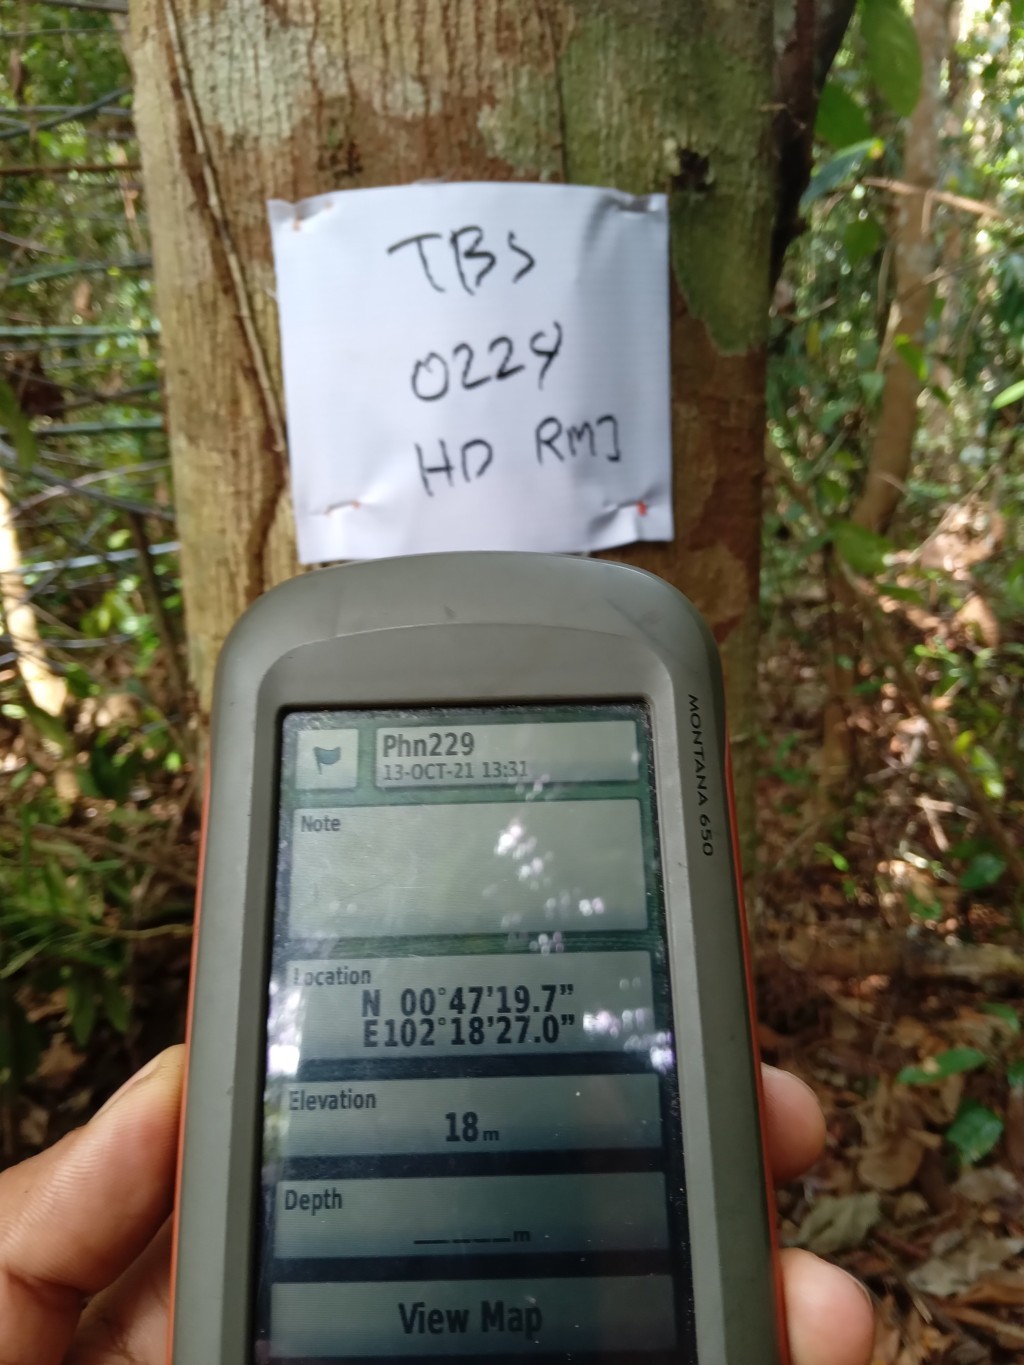 TBS
0229
HD RMJ
MONTANA 650
Phn229
13-OCT-21 13:31
Note
Location
N 00°47'19.7"
E102°18'27.0"
Elevation
18m
Depth
_____m
View Map